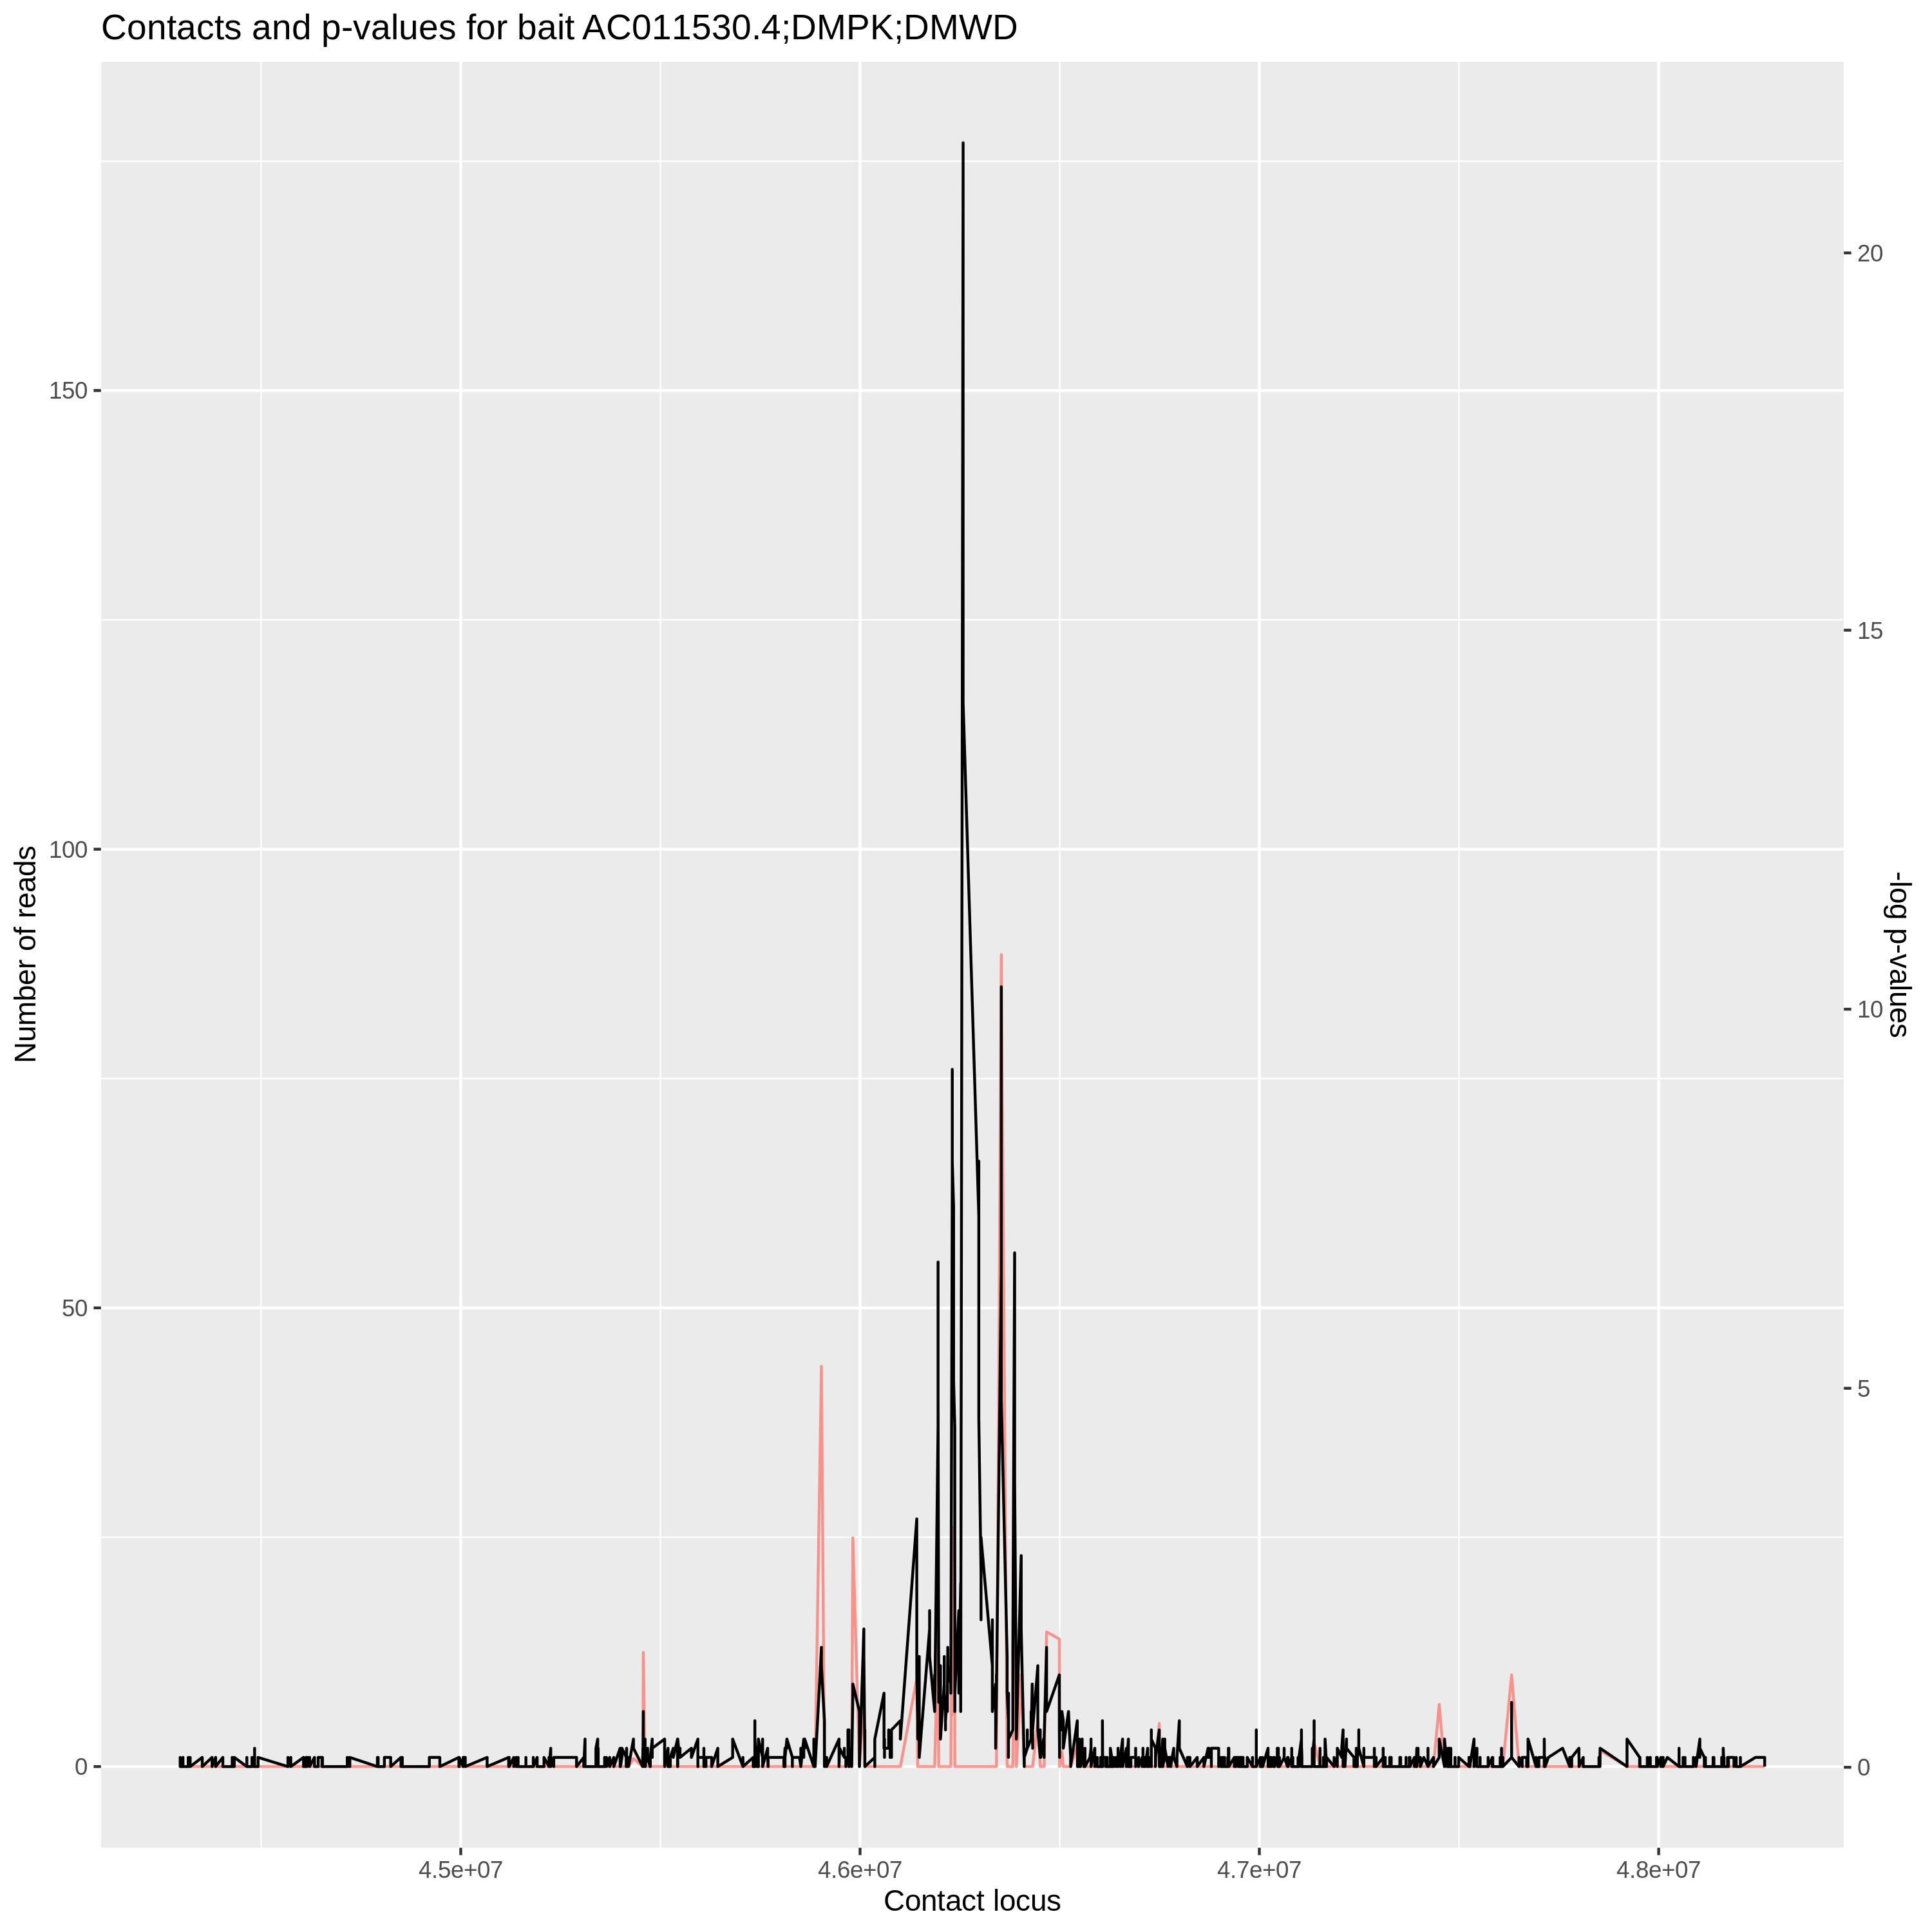 Contacts and p-values for bait AC011530.4;DMPK;DMWD
Number of reads
150
100
50
0
20
15
10
5
0
-log p-values
4.5e+07
4.6e+07
4.7e+07
4.8e+07
Contact locus